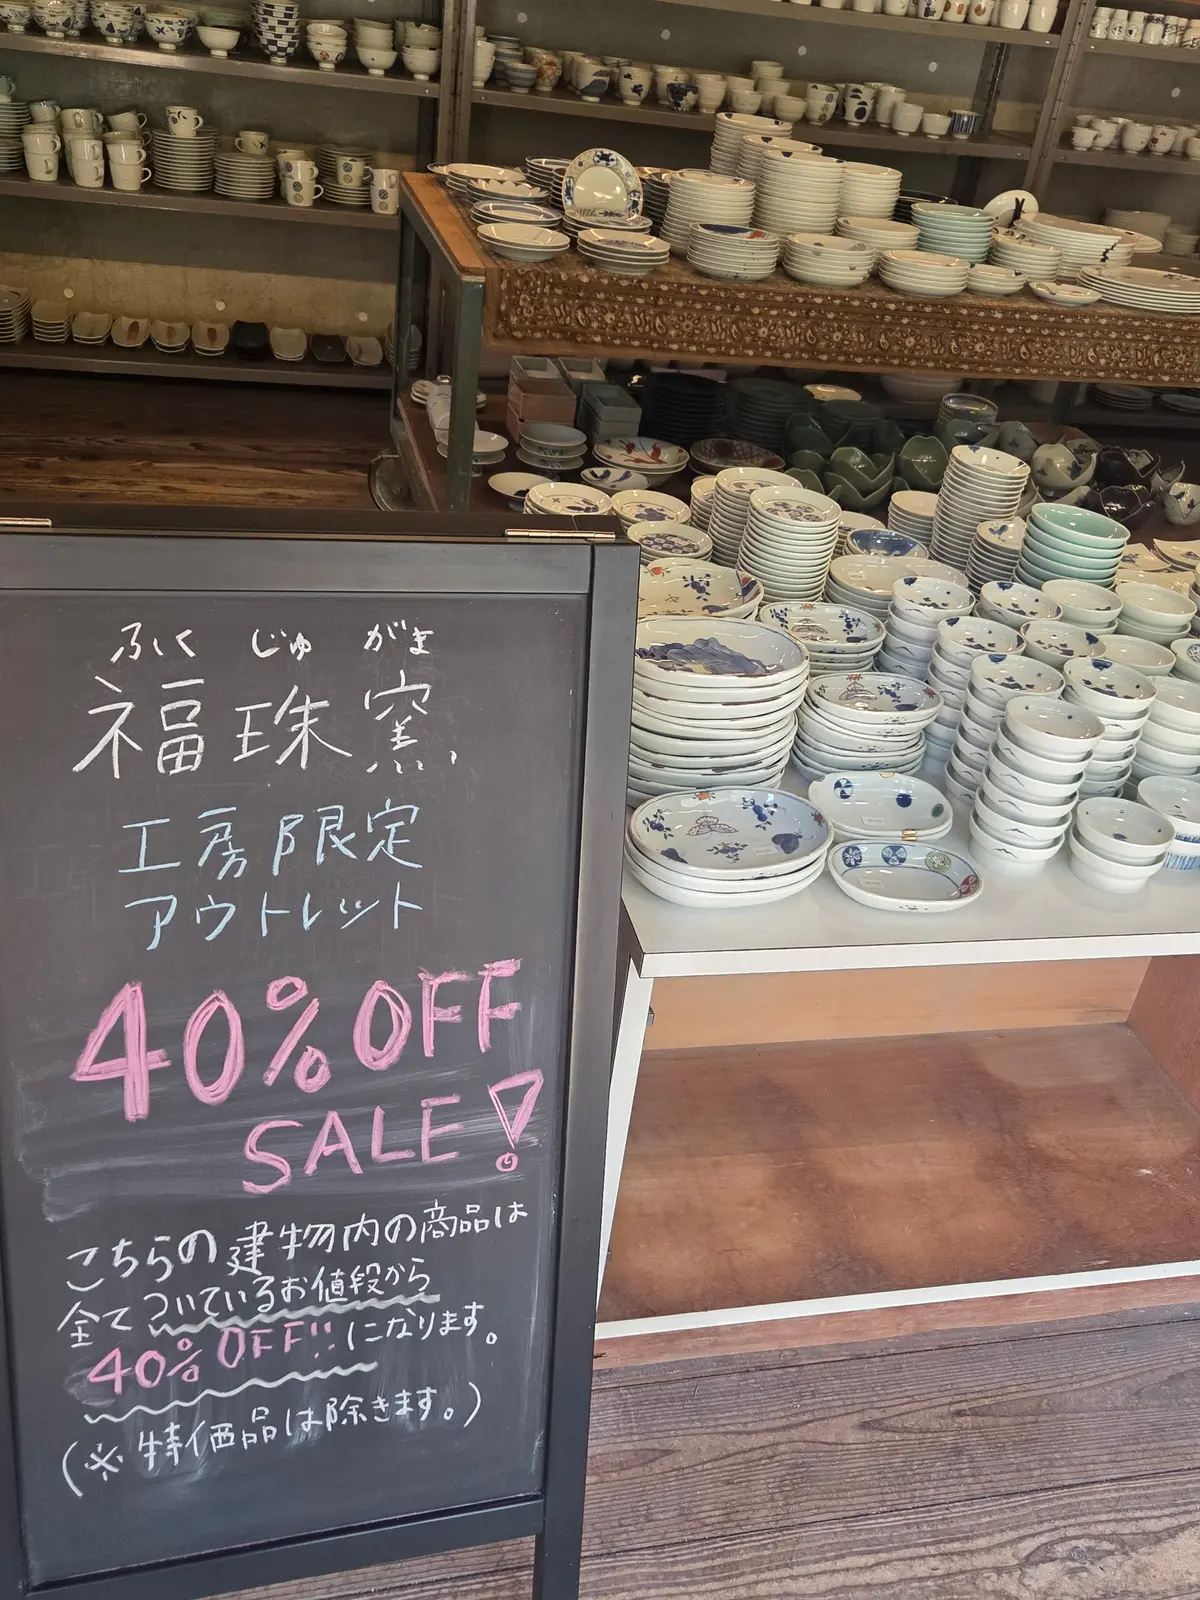 ふくじゅがま
福珠窯
工房限定
アウトレット
40%OFF
SALE!
こちらの建物内の商品は
全てついているお値段から
40%OFF!!になります。
(※特価品は除きます。)